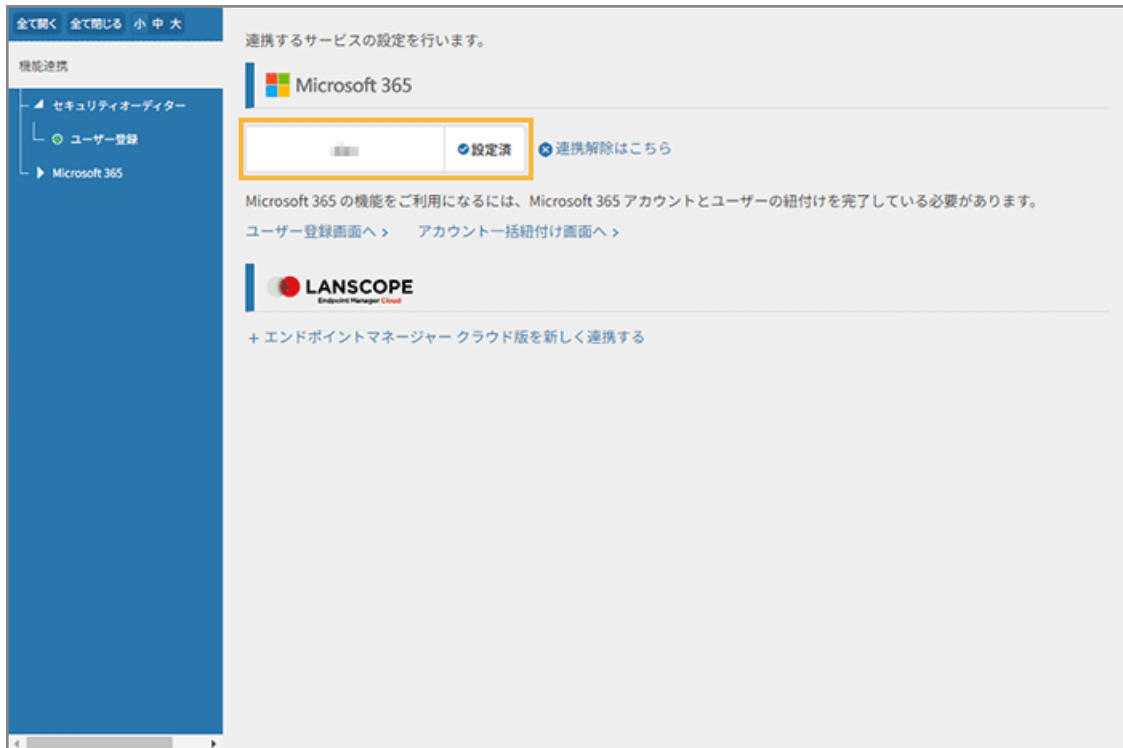 全て開く 全て閉じる 小 中 大
機能連携
セキュリティオーディター
ユーザー登録
Microsoft 365
連携するサービスの設定を行います。
Microsoft 365
設定済 連携解除はこちら
Microsoft 365 の機能をご利用になるには、Microsoft 365 アカウントとユーザーの紐付けを完了している必要があります。
ユーザー登録画面へ › アカウント一括紐付け画面へ ›
LANSCOPE
Endpoint Manager Cloud
+ エンドポイントマネージャー クラウド版を新しく連携する